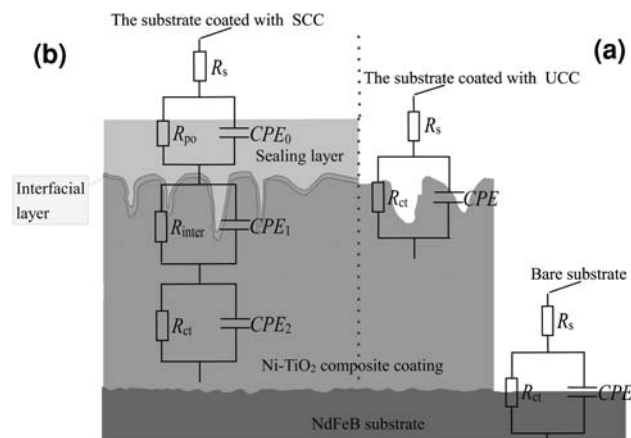 The substrate coated with SCC
(b)
(a)
Rs
The substrate coated with UCC
Rpo
CPE0
Rs
Sealing layer
Interfacial
layer
Rct
CPE
Rinter
CPE1
Bare substrate
Rs
Rct
CPE2
Ni-TiO2 composite coating
Rct
CPE
NdFeB substrate